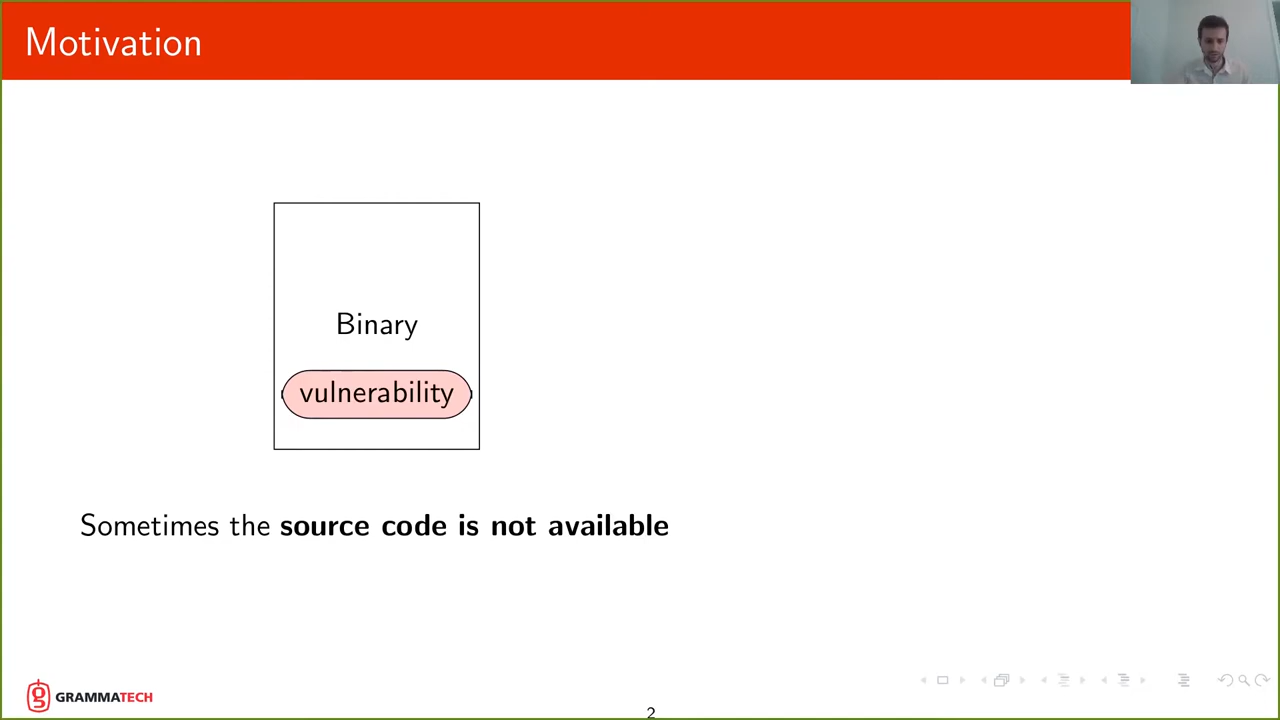 Motivation
Binary
vulnerability
Sometimes the source code is not available
GRAMMATECH
2